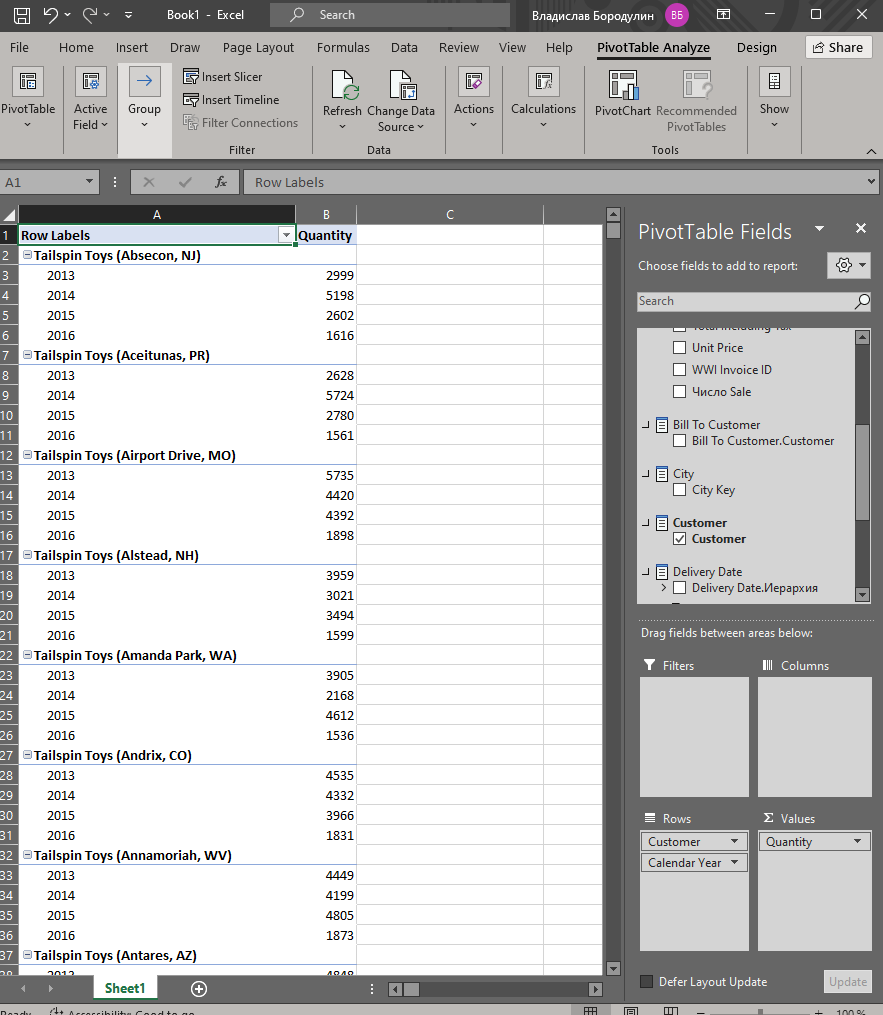 Book1 - Excel
Search
Владислав Бородулин
ВБ
File Home Insert Draw Page Layout Formulas Data Review View Help PivotTable Analyze Design Share
PivotTable
Active Field
Group
Insert Slicer
Insert Timeline
Filter Connections
Filter
Refresh
Change Data Source
Data
Actions
Calculations
PivotChart
Recommended PivotTables
Tools
Show
A1
fx
Row Labels
A B C
1 Row Labels Quantity
2 Tailspin Toys (Absecon, NJ)
3 2013 2999
4 2014 5198
5 2015 2602
6 2016 1616
7 Tailspin Toys (Aceitunas, PR)
8 2013 2628
9 2014 5724
10 2015 2780
11 2016 1561
12 Tailspin Toys (Airport Drive, MO)
13 2013 5735
14 2014 4420
15 2015 4392
16 2016 1898
17 Tailspin Toys (Alstead, NH)
18 2013 3959
19 2014 3021
20 2015 3494
21 2016 1599
22 Tailspin Toys (Amanda Park, WA)
23 2013 3905
24 2014 2168
25 2015 4612
26 2016 1536
27 Tailspin Toys (Andrix, CO)
28 2013 4535
29 2014 4332
30 2015 3966
31 2016 1831
32 Tailspin Toys (Annamoriah, WV)
33 2013 4449
34 2014 4199
35 2015 4805
36 2016 1873
37 Tailspin Toys (Antares, AZ)
38 2013 4848
Sheet1
PivotTable Fields
Choose fields to add to report:
Search
Total Including Tax
Unit Price
WWI Invoice ID
Число Sale
Bill To Customer
Bill To Customer.Customer
City
City Key
Customer
Customer
Delivery Date
Delivery Date.Иерархия
Drag fields between areas below:
Filters
Columns
Rows
Values
Customer
Calendar Year
Quantity
Defer Layout Update
Update
Ready
Accessibility: Good to go
100 %